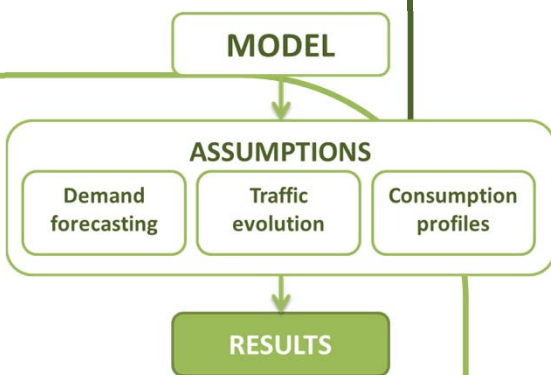 MODEL
ASSUMPTIONS
Demand
forecasting
Traffic
evolution
Consumption
profiles
RESULTS